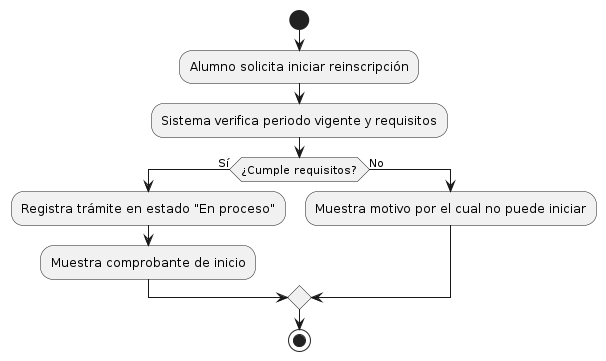 Alumno solicita iniciar reinscripción
Sistema verifica periodo vigente y requisitos
Sí
¿Cumple requisitos?
No
Registra trámite en estado "En proceso"
Muestra motivo por el cual no puede iniciar
Muestra comprobante de inicio